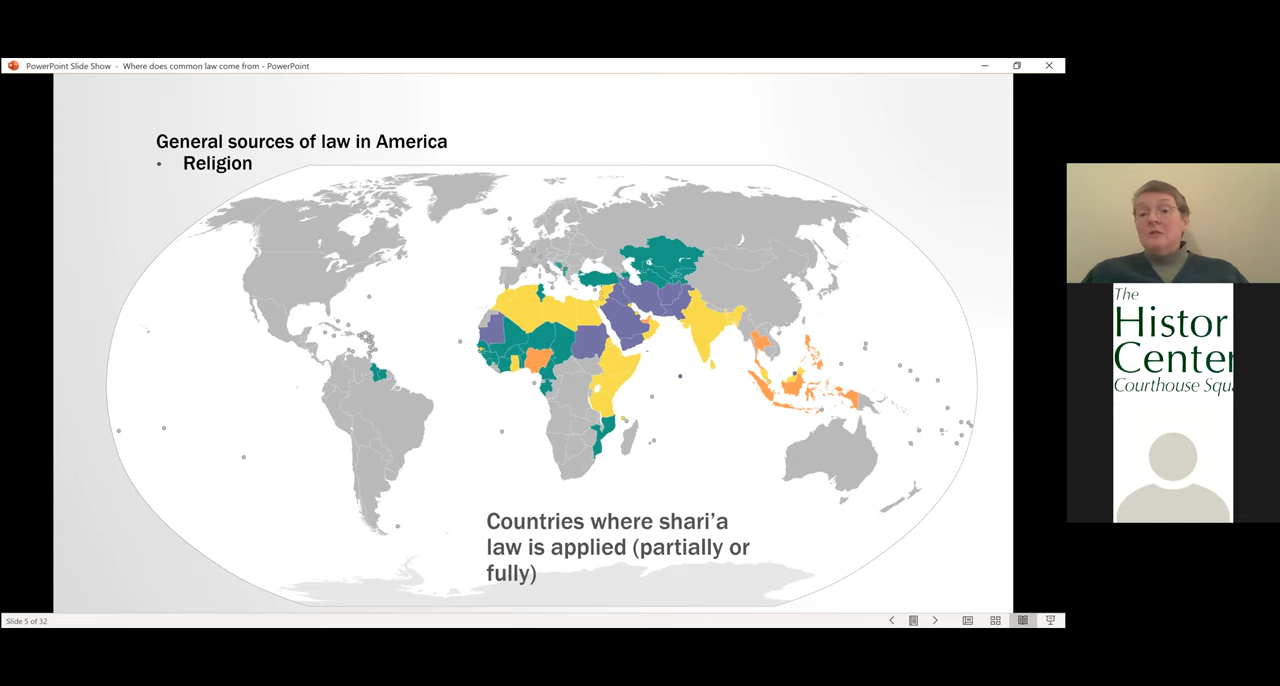 PowerPoint Slide Show - Where does common law come from - PowerPoint
General sources of law in America
• Religion
Countries where shari'a
law is applied (partially or
fully)
Slide 5 of 32
The
Histor
Center
Courthouse Squ